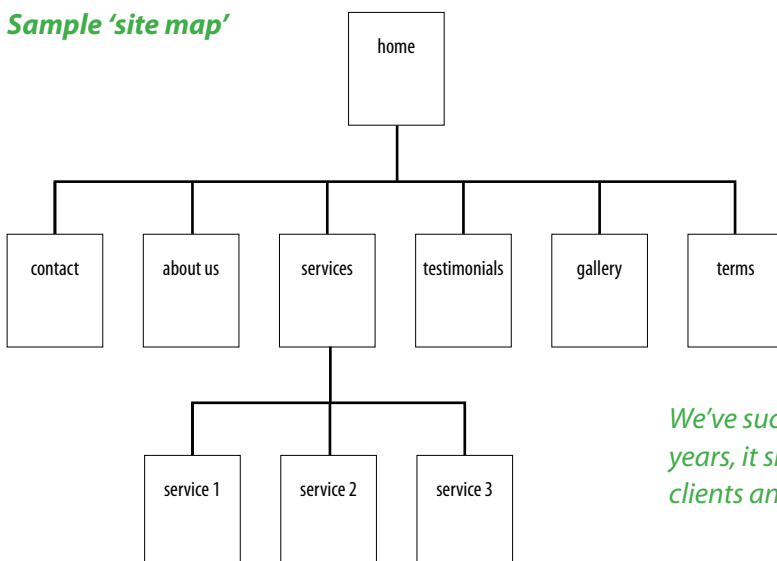 Sample ‘site map’
home
contact
about us
services
testimonials
gallery
terms
We’ve suc
years, it s
clients an
service 1
service 2
service 3